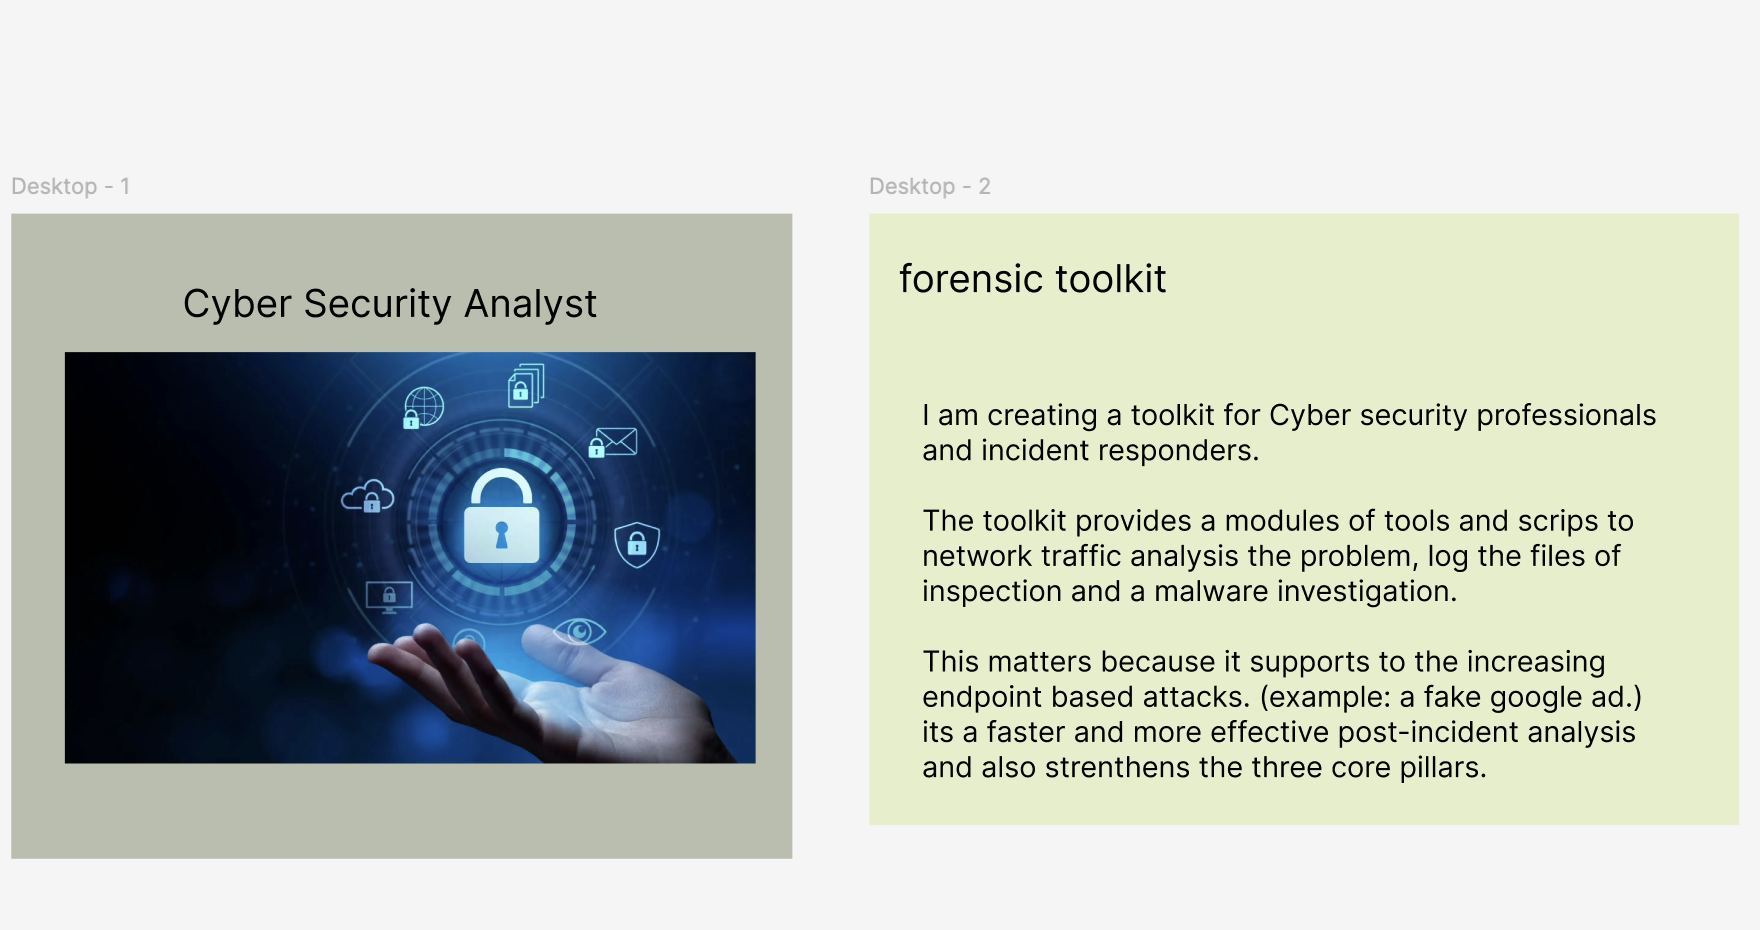 Desktop - 1
Cyber Security Analyst
Desktop - 2
forensic toolkit
I am creating a toolkit for Cyber security professionals
and incident responders.
The toolkit provides a modules of tools and scrips to
network traffic analysis the problem, log the files of
inspection and a malware investigation.
This matters because it supports to the increasing
endpoint based attacks. (example: a fake google ad.)
its a faster and more effective post-incident analysis
and also strenthens the three core pillars.